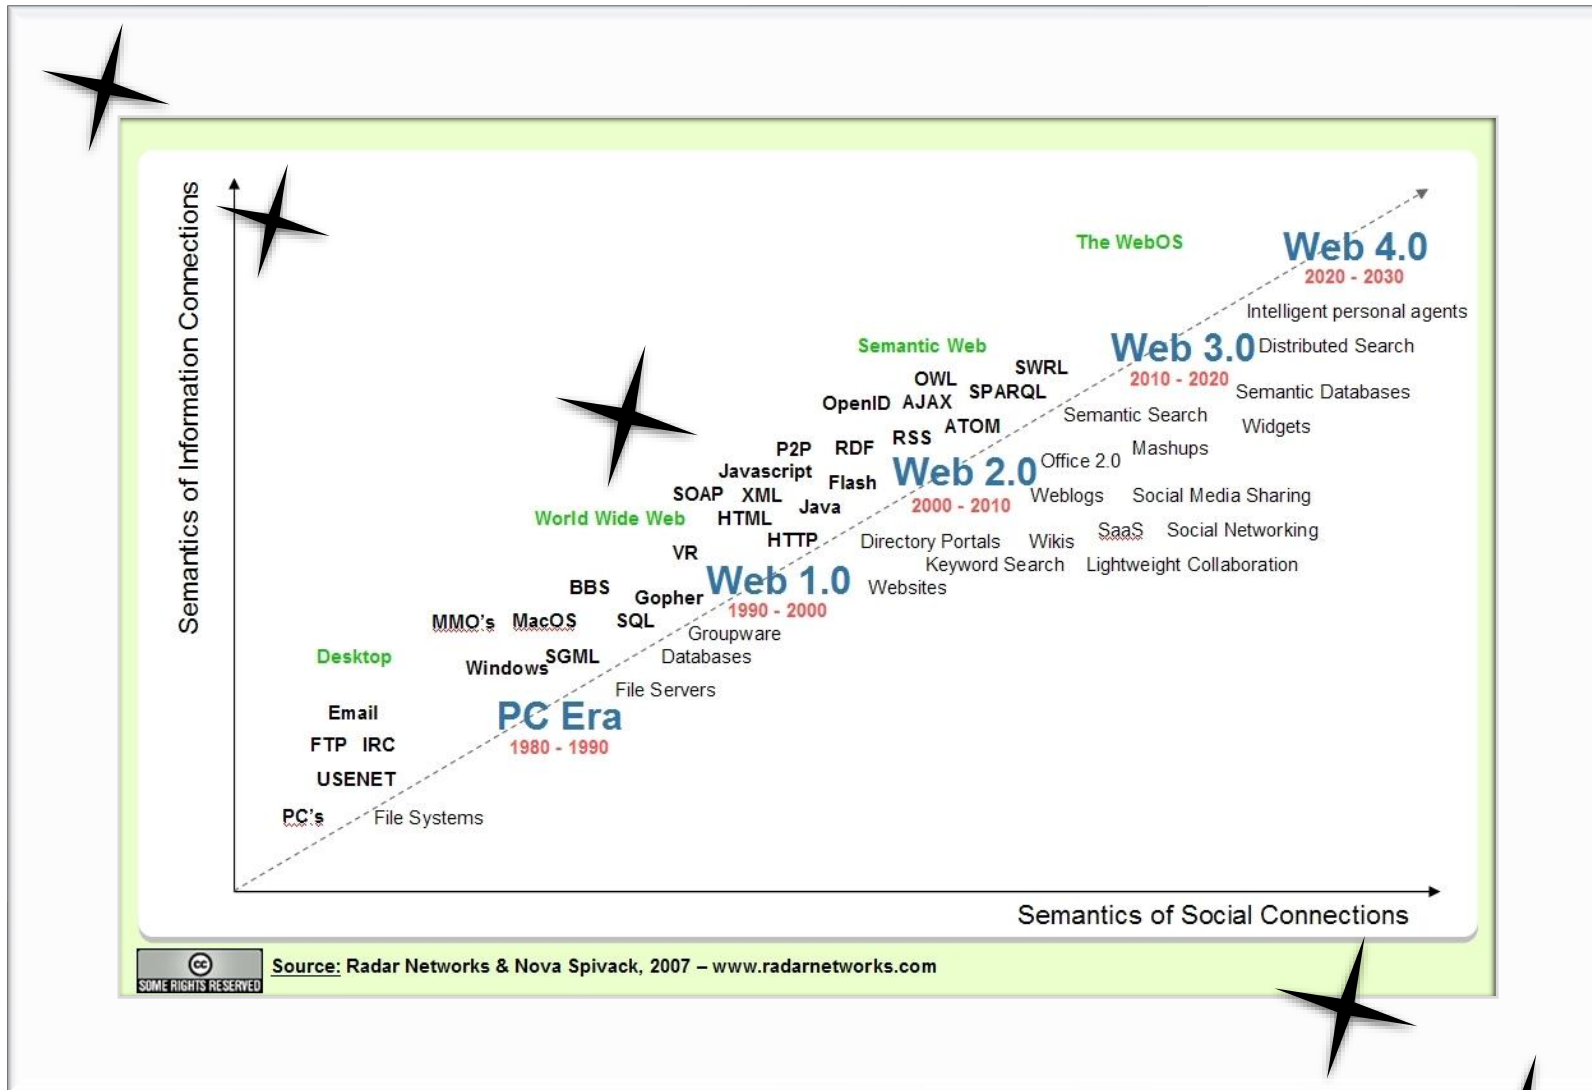 Semantics of Information Connections
The WebOS
Web 4.0
2020 - 2030
Intelligent personal agents
Semantic Web
Web 3.0
Distributed Search
2010 - 2020
SWRL
OWL
SPARQL
Semantic Databases
OpenID
AJAX
Semantic Search
Widgets
ATOM
RSS
P2P
RDF
Mashups
Office 2.0
Javascript
Web 2.0
Flash
SOAP
XML
Weblogs
Social Media Sharing
2000 - 2010
Java
World Wide Web
HTML
SaaS
Social Networking
HTTP
Directory Portals
Wikis
VR
Keyword Search
Lightweight Collaboration
BBS
Web 1.0
Websites
Gopher
1990 - 2000
MMO's
MacOS
SQL
Groupware
Desktop
SGML
Databases
Windows
File Servers
Email
PC Era
FTP
IRC
1980 - 1990
USENET
PC's
File Systems
Semantics of Social Connections
cc
SOME RIGHTS RESERVED
Source: Radar Networks & Nova Spivack, 2007 – www.radarnetworks.com